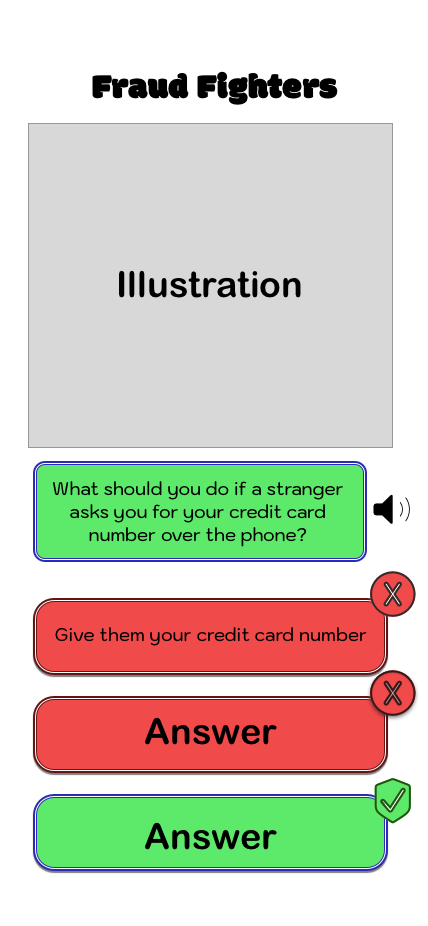 Fraud Fighters
Illustration
What should you do if a stranger
asks you for your credit card
number over the phone?
X
Give them your credit card number
X
Answer
Answer